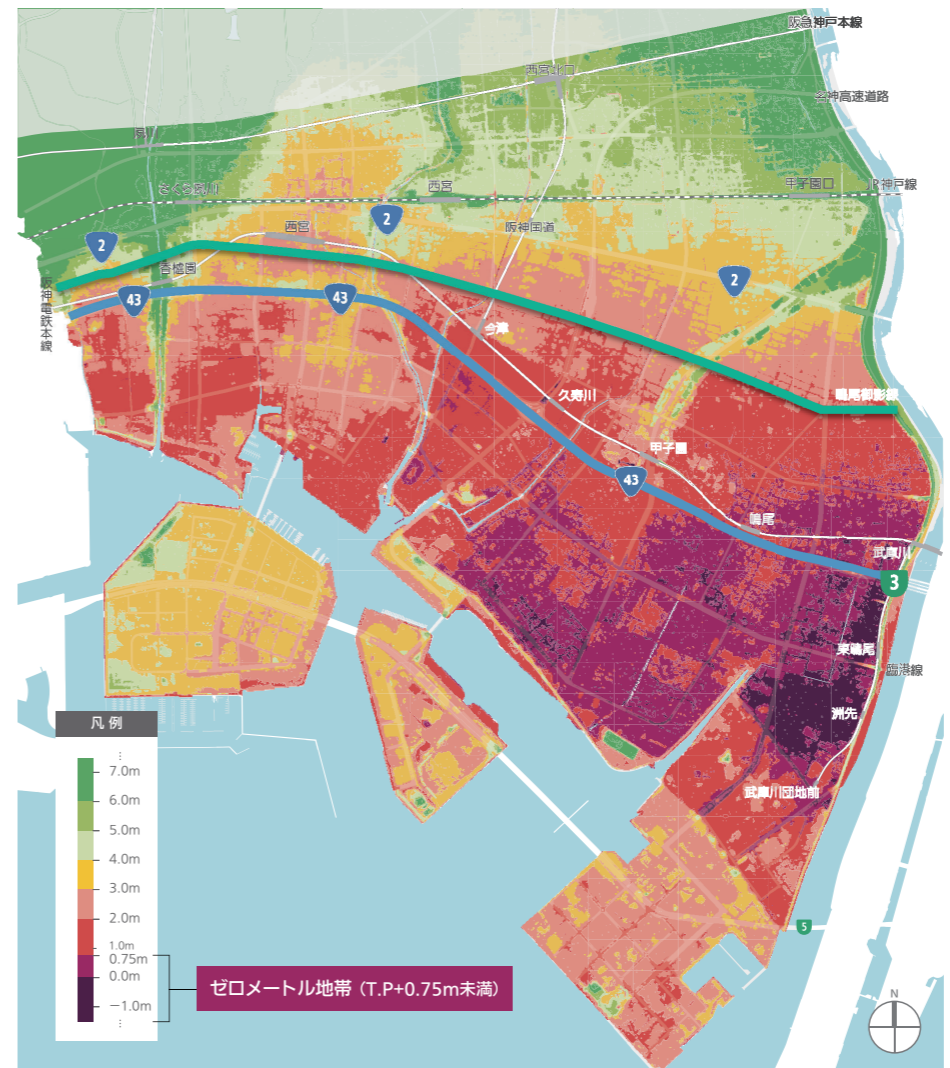 阪急神戸本線
西宮北口
名神高速道路
夙川
さくら夙川
西宮
甲子園口
JR神戸線
2
西宮
阪神国道
2
香櫨園
2
阪神電鉄本線
43
43
今津
久寿川
鳴尾御影線
甲子園
43
鳴尾
武庫川
3
東鳴尾
臨港線
洲先
武庫川団地前
5
凡例
7.0m
6.0m
5.0m
4.0m
3.0m
2.0m
1.0m
0.75m
0.0m
−1.0m
ゼロメートル地帯(T.P+0.75m未満)
N